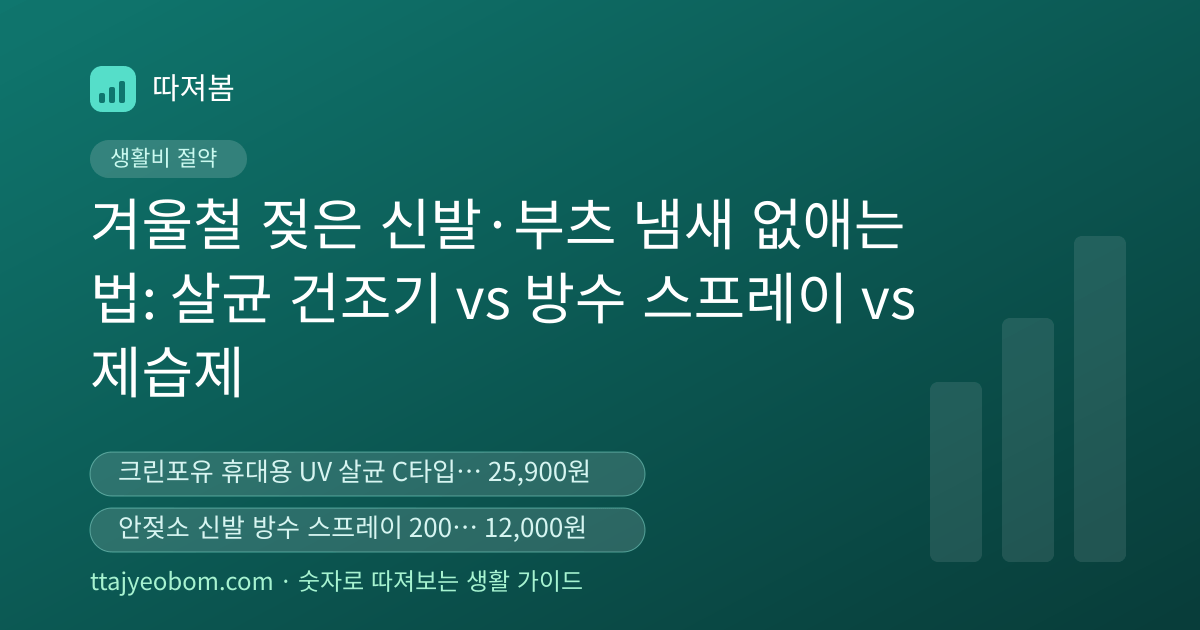 따져봄
생활비 절약
겨울철 젖은 신발·부츠 냄새 없애는
법: 살균 건조기 vs 방수 스프레이 vs
제습제
크린포유 휴대용 UV 살균 C타입… 25,900원
안젖소 신발 방수 스프레이 200… 12,000원
ttajyeobom.com · 숫자로 따져보는 생활 가이드